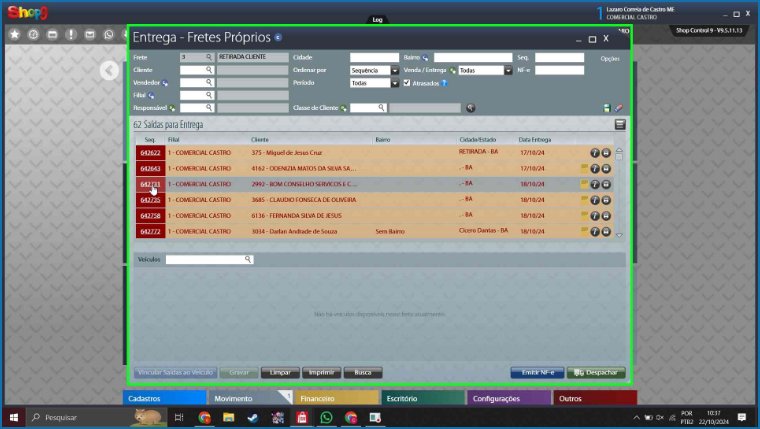 Shop9
Log
1 Lazaro Correia de Castro ME
COMERCIAL CASTRO
Shop Control 9 - V9.5.11.13
Entrega - Fretes Próprios
Frete 3 RETIRADA CLIENTE Cidade Bairro Seq. Opções
Cliente Ordenar por Sequência Venda / Entrega Todas NF-e
Vendedor Período Todas Atrasados ?
Filial
Responsável Classe de Cliente
62 Saídas para Entrega
Seq. Filial Cliente Bairro Cidade/Estado Data Entrega
642622 1 - COMERCIAL CASTRO 375 - Miguel de Jesus Cruz RETIRADA - BA 17/10/24
642643 1 - COMERCIAL CASTRO 4162 - ODENIZIA MATOS DA SILVA SA... . - BA 17/10/24
1 - COMERCIAL CASTRO 2992 - BOM CONSELHO SERVICOS E C... . - BA 18/10/24
642735 1 - COMERCIAL CASTRO 3685 - CLAUDIO FONSECA DE OLIVEIRA . - BA 18/10/24
642758 1 - COMERCIAL CASTRO 6136 - FERNANDA SILVA DE JESUS . - BA 18/10/24
642772 1 - COMERCIAL CASTRO 3034 - Darlan Andrade de Souza Sem Bairro Cícero Dantas - BA 18/10/24
Veículos
Não há veículos disponíveis nesse frete atualmente.
Vincular Saídas ao Veículo Gravar Limpar Imprimir Busca Emitir NF-e Despachar
Cadastros Movimento 1 Financeiro Escritório Configurações Outros
Pesquisar
POR 10:37
PTB2 22/10/2024